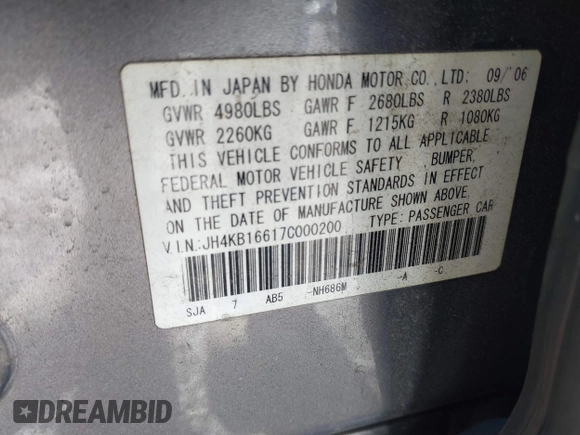 MFD. IN JAPAN BY HONDA MOTOR CO., LTD. 09/'06
GVWR 4980LBS GAWR F 2680LBS R 2380LBS
GVWR 2260KG GAWR F 1215KG R 1080KG
THIS VEHICLE CONFORMS TO ALL APPLICABLE
FEDERAL MOTOR VEHICLE SAFETY, BUMPER,
AND THEFT PREVENTION STANDARDS IN EFFECT
ON THE DATE OF MANUFACTURE SHOWN ABOVE.
V.I.N.:JH4KB16617C000200 TYPE: PASSENGER CAR
SJA 7 AB5 -NH686M -A -C
DREAMBID